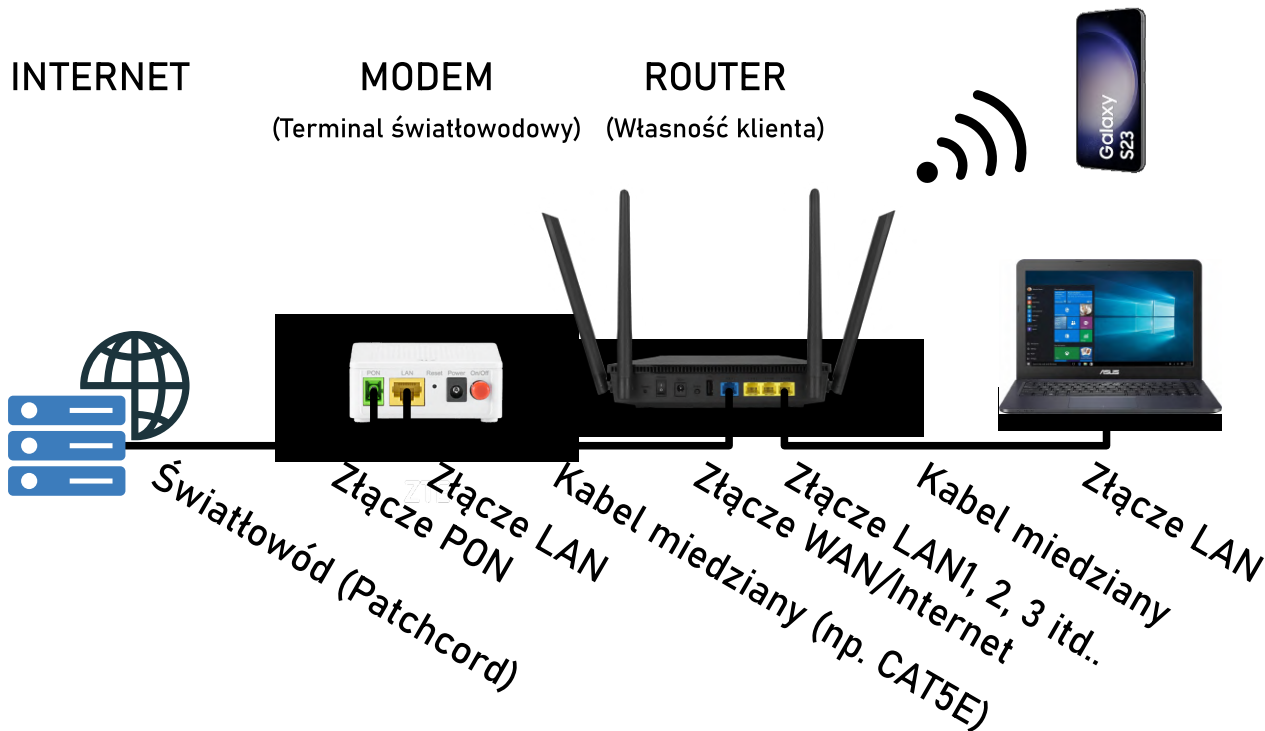 INTERNET
MODEM
ROUTER
(Terminal światłowodowy)
(Własność klienta)
Galaxy
S23
PON
LAN
Reset
Power
On/Off
ASUS
Światłowód (Patchcord)
Złącze PON
Złącze LAN
Kabel miedziany (np. CAT5E)
Złącze WAN/Internet
Złącze LAN1, 2, 3 itd..
Kabel miedziany
Złącze LAN